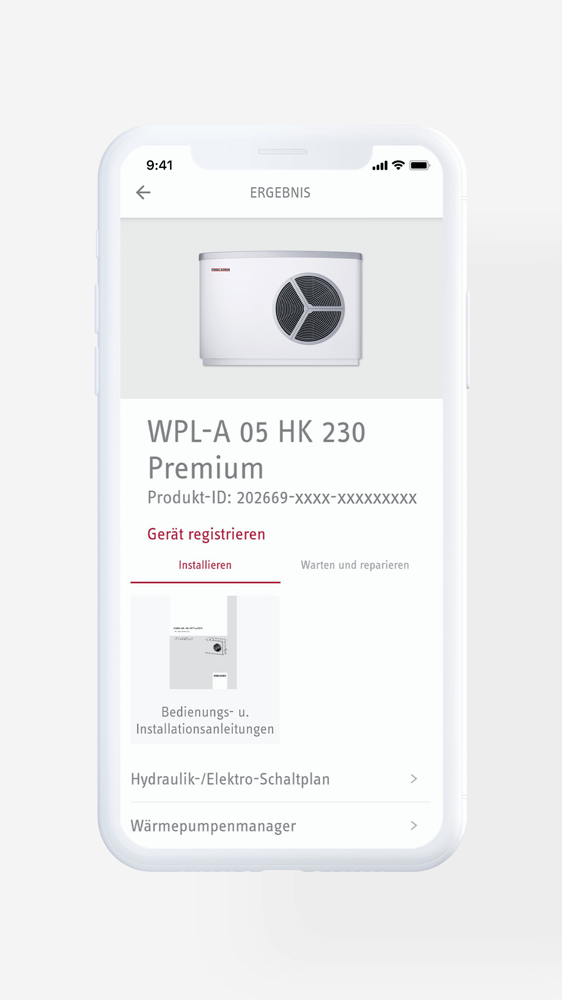 9:41
ERGEBNIS
STIEBEL ELTRON
WPL-A 05 HK 230
Premium
Produkt-ID: 202669-xxxx-xxxxxxxxx
Gerät registrieren
Installieren
Warten und reparieren
STIEBEL ELTRON
Bedienungs- u.
Installationsanleitungen
Hydraulik-/Elektro-Schaltplan
Wärmepumpenmanager